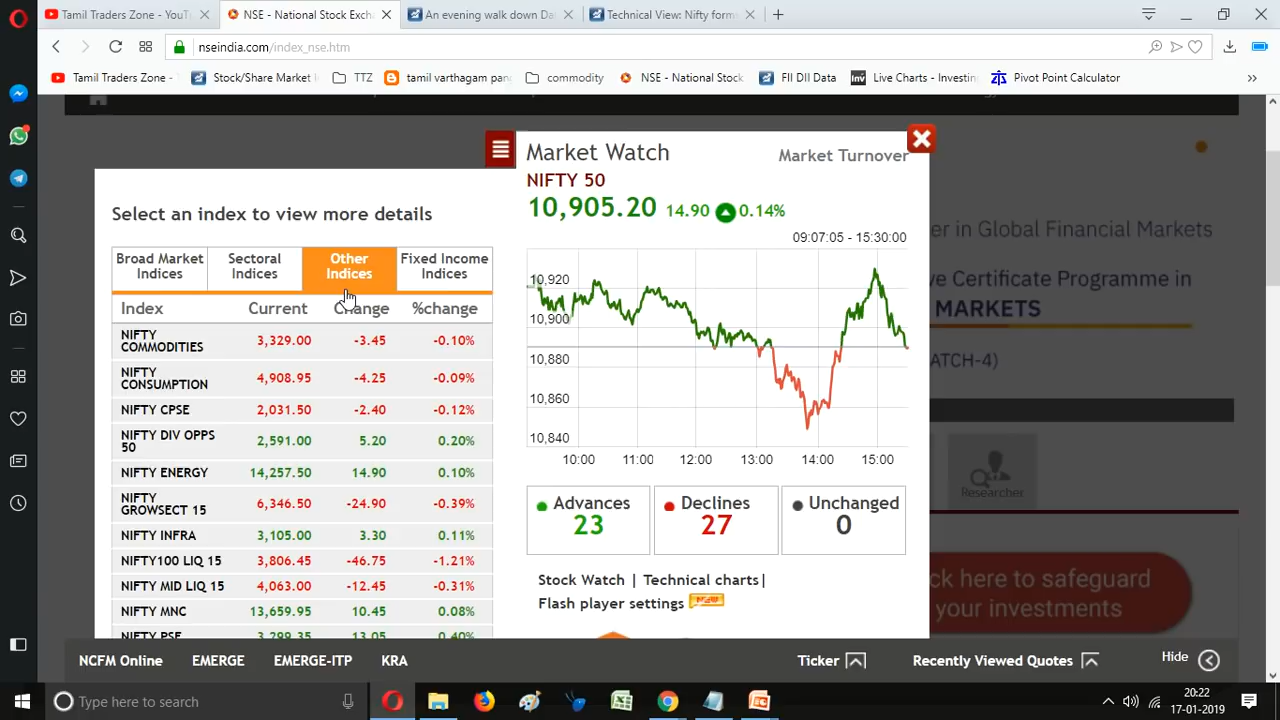 Tamil Traders Zone - YouT
NSE - National Stock Excha
An evening walk down Da
Technical View: Nifty form
nseindia.com/index_nse.htm
Tamil Traders Zone -
Stock/Share Market
TTZ
tamil varthagam pan
commodity
NSE - National Stock
FII DII Data
Inv
Live Charts - Investin
Pivot Point Calculator
Select an index to view more details
Broad Market Indices
Sectoral Indices
Other Indices
Fixed Income Indices
Index Current Change %change
NIFTY COMMODITIES 3,329.00 -3.45 -0.10%
NIFTY CONSUMPTION 4,908.95 -4.25 -0.09%
NIFTY CPSE 2,031.50 -2.40 -0.12%
NIFTY DIV OPPS 50 2,591.00 5.20 0.20%
NIFTY ENERGY 14,257.50 14.90 0.10%
NIFTY GROWSECT 15 6,346.50 -24.90 -0.39%
NIFTY INFRA 3,105.00 3.30 0.11%
NIFTY100 LIQ 15 3,806.45 -46.75 -1.21%
NIFTY MID LIQ 15 4,063.00 -12.45 -0.31%
NIFTY MNC 13,659.95 10.45 0.08%
NIFTY PSE 3,299.35 13.05 0.40%
Market Watch
Market Turnover
NIFTY 50
10,905.20 14.90 0.14%
09:07:05 - 15:30:00
10,920
10,900
10,880
10,860
10,840
10:00 11:00 12:00 13:00 14:00 15:00
Advances 23
Declines 27
Unchanged 0
Stock Watch | Technical charts|
Flash player settings NEW
er in Global Financial Markets
ve Certificate Programme in
MARKETS
ATCH-4)
Researcher
ck here to safeguard
your investments
NCFM Online EMERGE EMERGE-ITP KRA
Ticker
Recently Viewed Quotes
Hide
Type here to search
20:22
17-01-2019